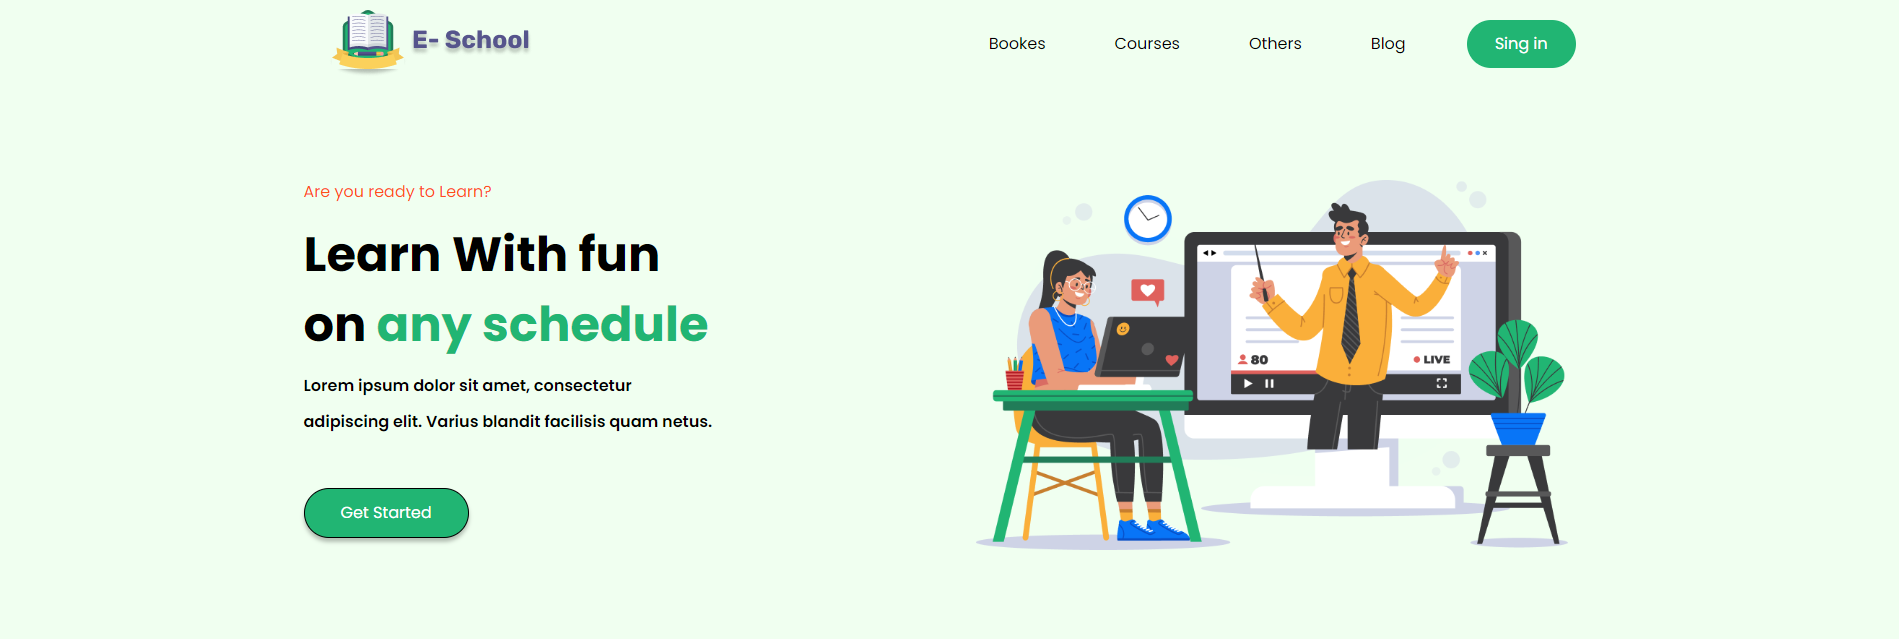 E- School
Bookes
Courses
Others
Blog
Sing in
Are you ready to Learn?
Learn With fun
on any schedule
Lorem ipsum dolor sit amet, consectetur
adipiscing elit. Varius blandit facilisis quam netus.
Get Started
80
LIVE